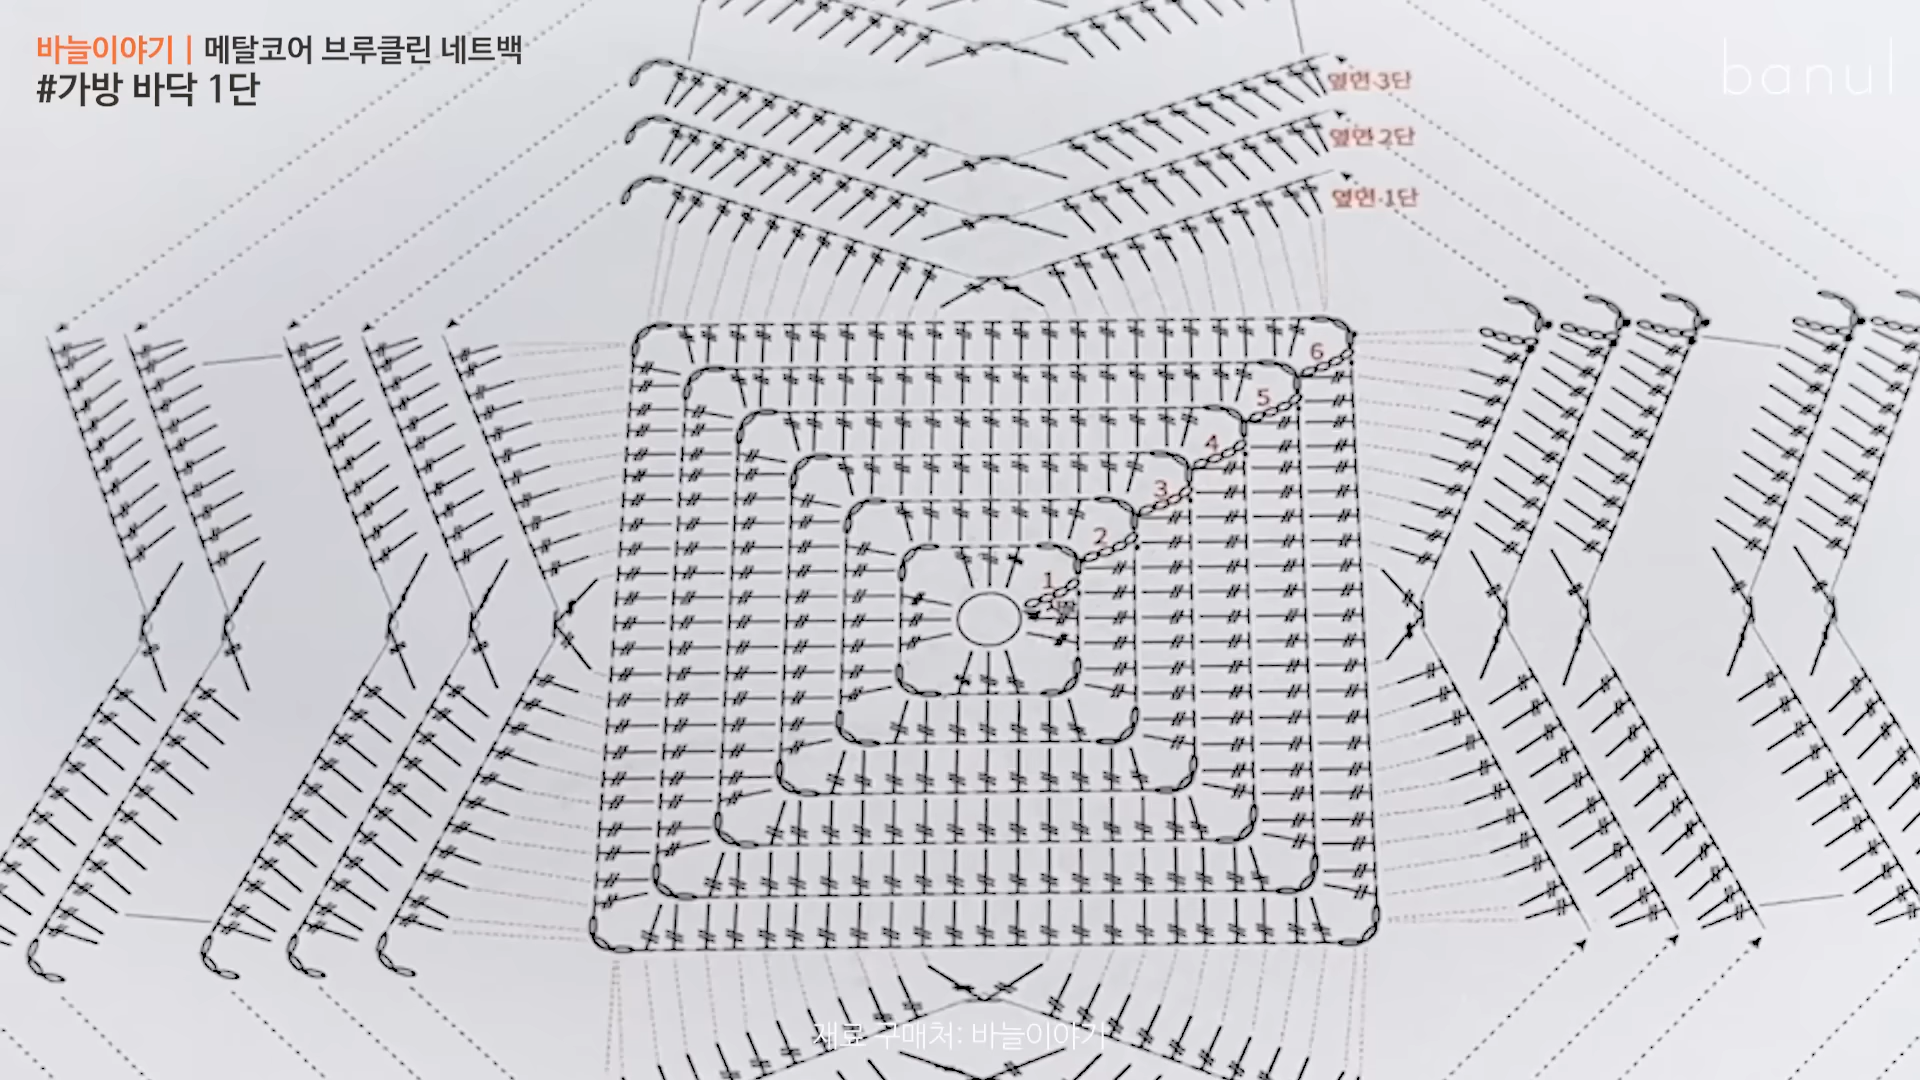 바늘이야기 | 메탈코어 브루클린 네트백
#가방 바닥 1단
banul
옆면 3단
옆면 2단
옆면 1단
6
5
4
3
2
1
재료 구매처: 바늘이야기